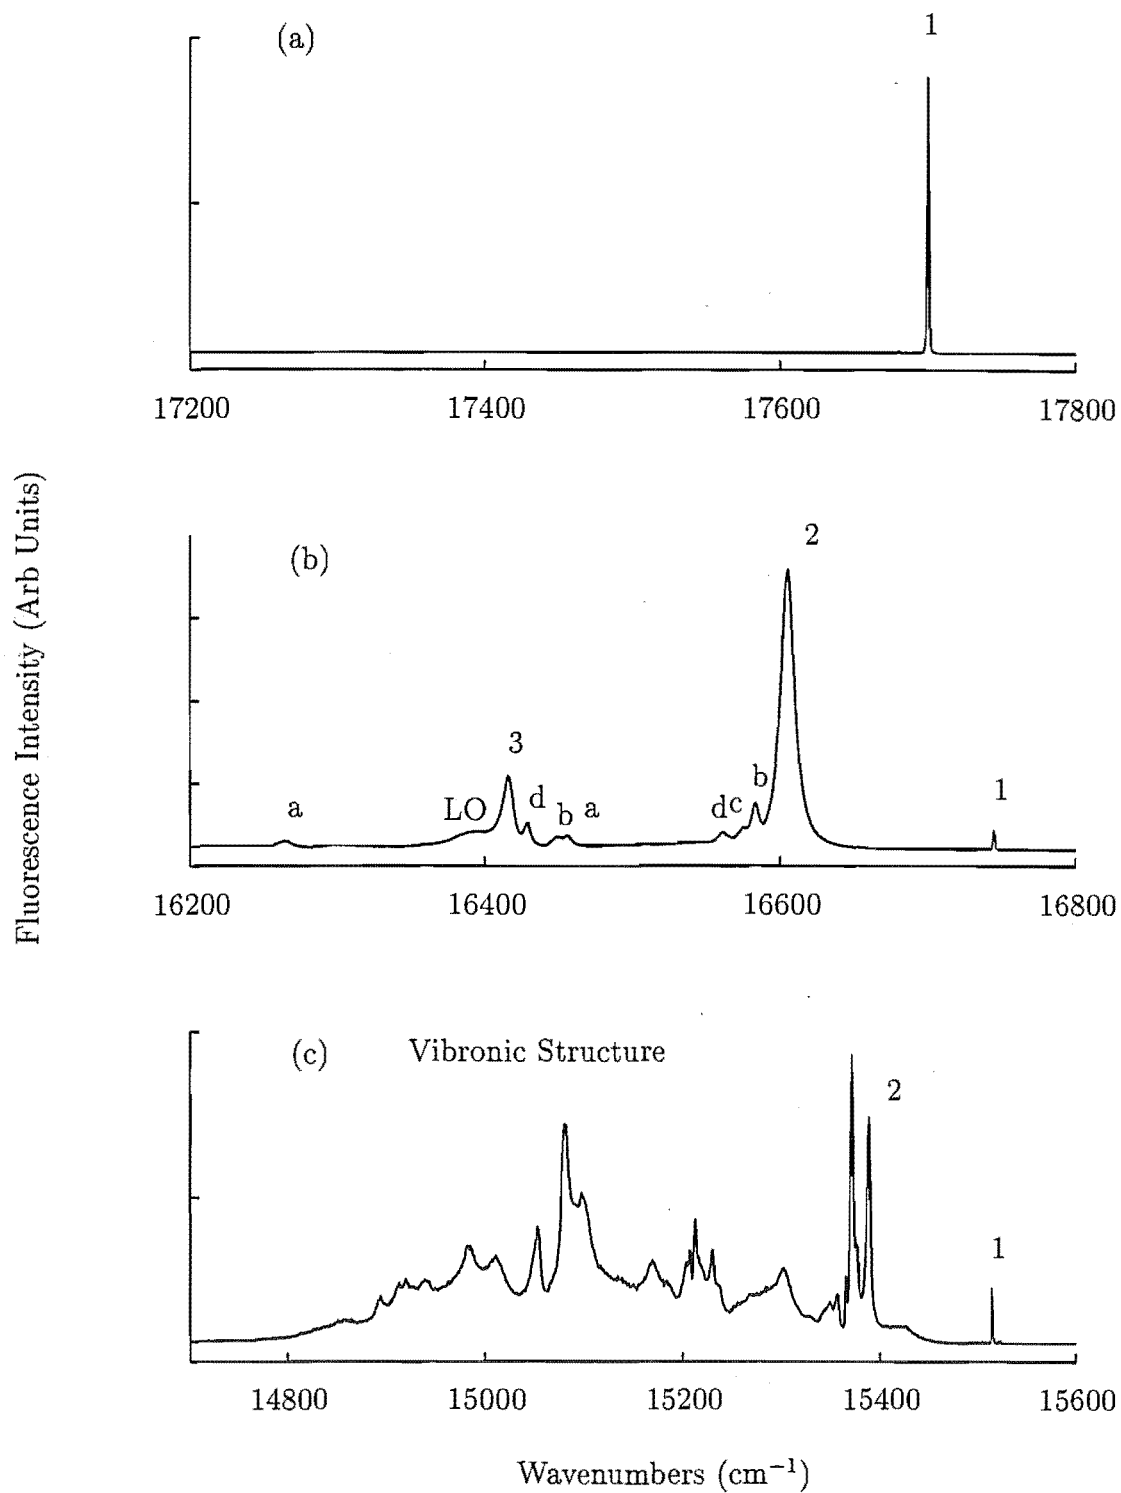 (a)
1
17200 17400 17600 17800
Fluorescence Intensity (Arb Units)
(b)
2
3
1
a LO d b a d c b
16200 16400 16600 16800
(c) Vibronic Structure
2
1
14800 15000 15200 15400 15600
Wavenumbers (cm⁻¹)